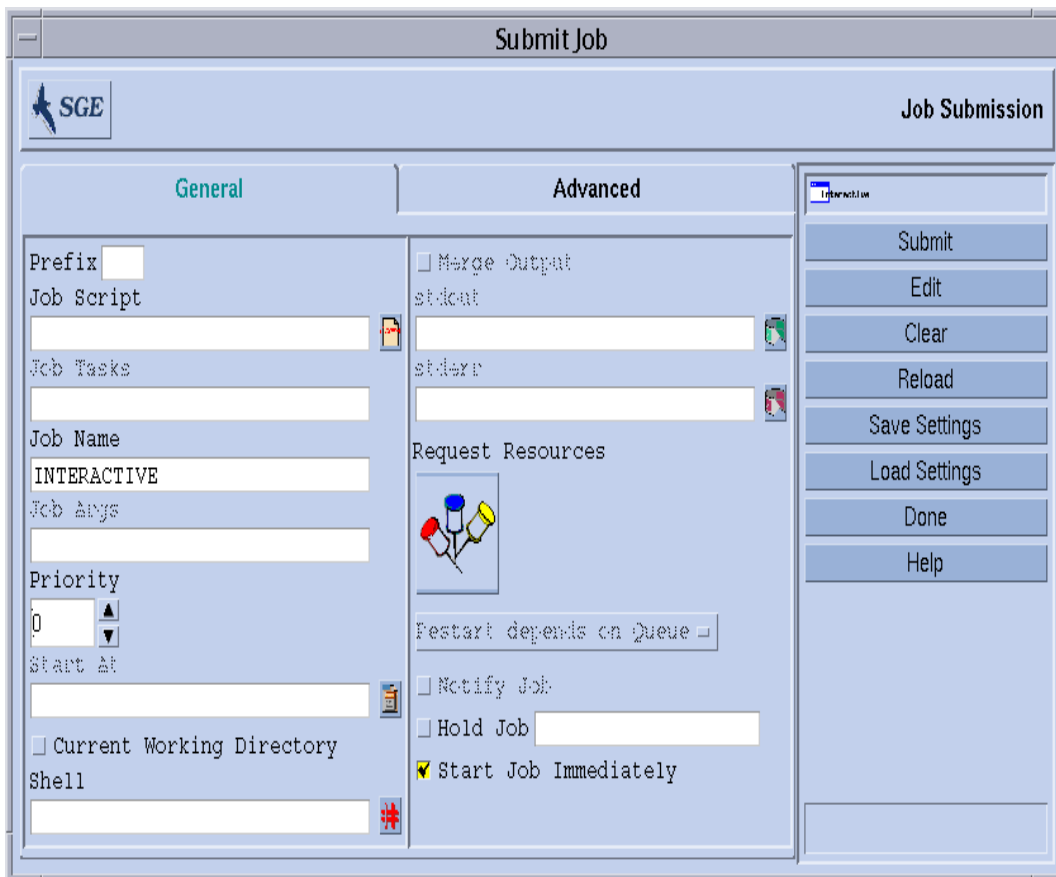 Submit Job
SGE
Job Submission
General
Advanced
Prefix
Job Script
Job Tasks
Job Name
INTERACTIVE
Job Args
Priority
0
Start At
Current Working Directory
Shell
Merge Output
stdout
stderr
Request Resources
Restart depends on Queue
Notify Job
Hold Job
Start Job Immediately
Interactive
Submit
Edit
Clear
Reload
Save Settings
Load Settings
Done
Help